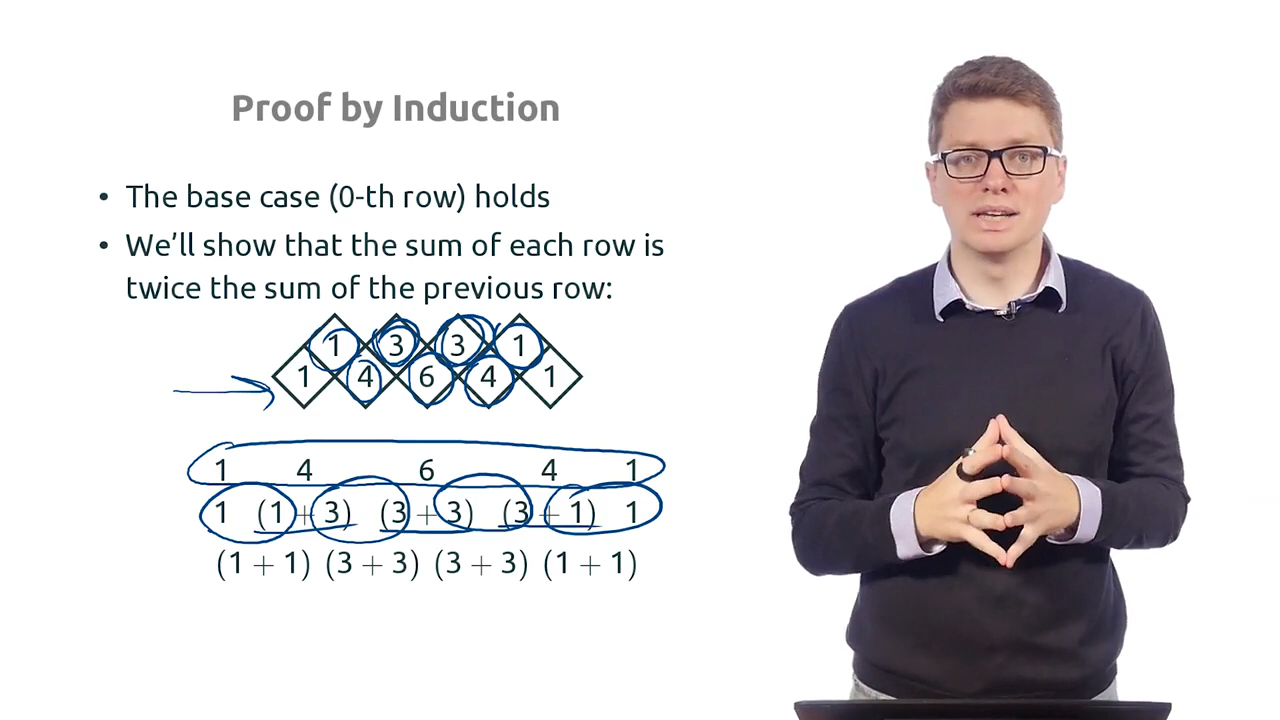 Proof by Induction
• The base case (0-th row) holds
• We'll show that the sum of each row is
twice the sum of the previous row:
1 3 3 1
1 4 6 4 1
1 4 6 4 1
1 (1 + 3) (3 + 3) (3 + 1) 1
(1 + 1) (3 + 3) (3 + 3) (1 + 1)